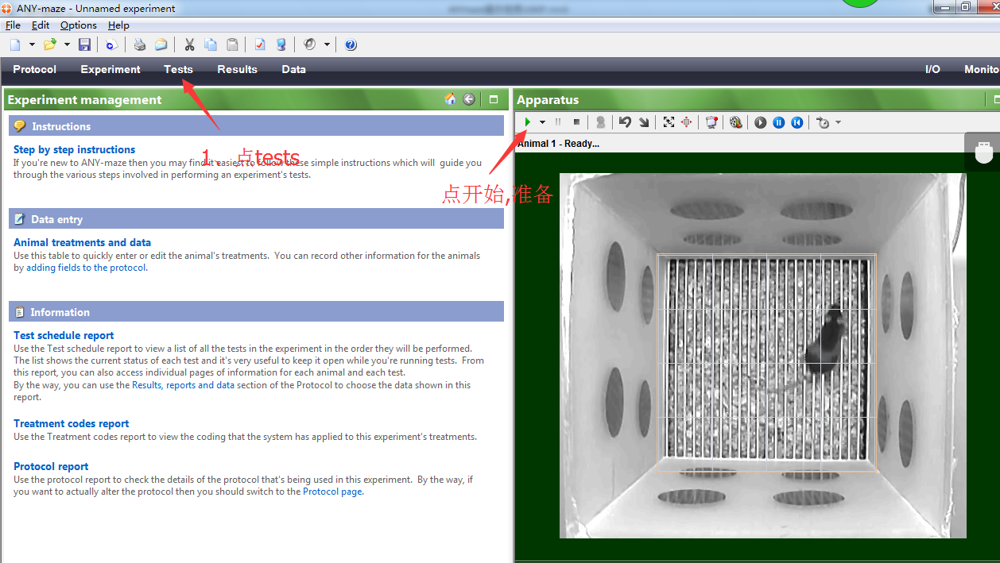 ANY-maze - Unnamed experiment
File Edit Options Help
Protocol Experiment Tests Results Data I/O Monito
Experiment management
Instructions
Step by step instructions
If you're new to ANY-maze then you may find it easiest to follow these simple instructions which will guide you
through the various steps involved in performing an experiment's tests.
1、点tests
Data entry
Animal treatments and data
Use this table to quickly enter or edit the animal's treatments. You can record other information for the animals
by adding fields to the protocol.
Information
Test schedule report
Use the Test schedule report to view a list of all the tests in the experiment in the order they will be performed.
The list shows the current status of each test and it's very useful to keep it open while you're running tests. From
this report, you can also access individual pages of information for each animal and each test.
By the way, you can use the Results, reports and data section of the Protocol to choose the data shown in this
report.
Treatment codes report
Use the Treatment codes report to view the coding that the system has applied to this experiment's treatments.
Protocol report
Use the protocol report to check the details of the protocol that's being used in this experiment. By the way, if
you want to actually alter the protocol then you should switch to the Protocol page.
Apparatus
Animal 1 - Ready...
点开始,准备